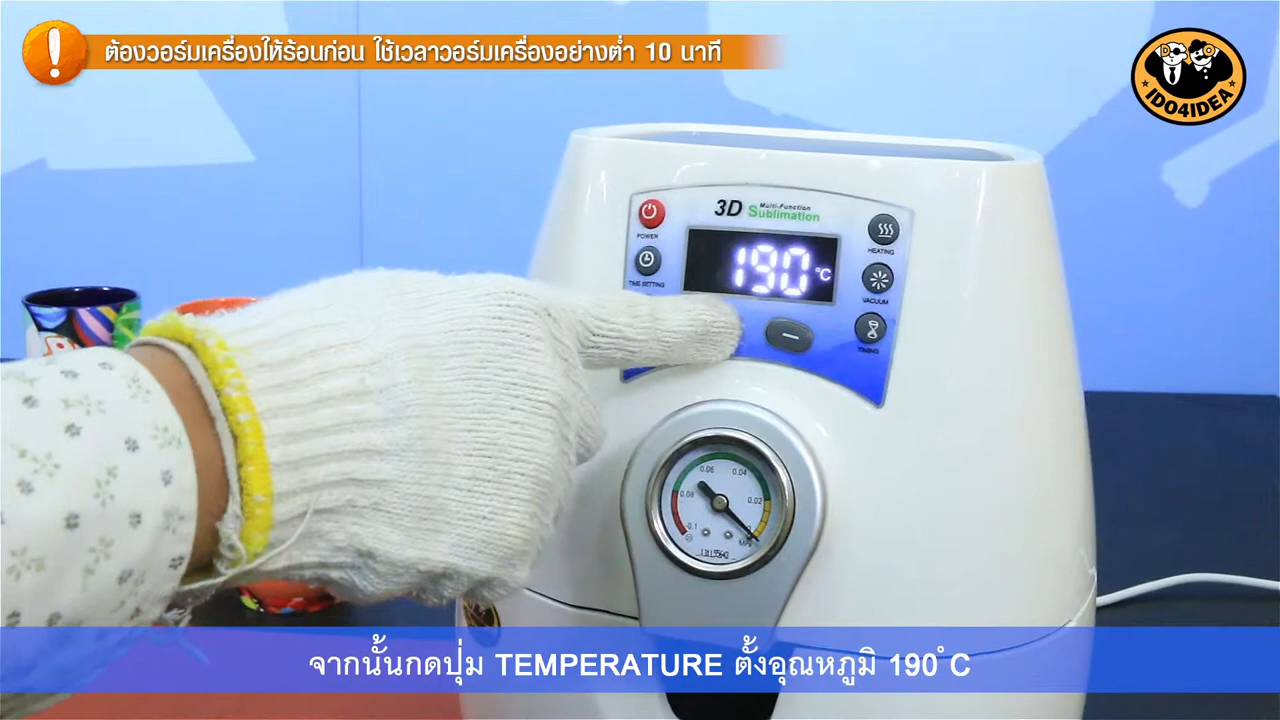 ต้องวอร์มเครื่องให้ร้อนก่อน ใช้เวลาวอร์มเครื่องอย่างต่ำ 10 นาที
IDO4IDEA
3D Multi-Function Sublimation
POWER
HEATING
190 °C
TIME SETTING
VACUUM
TIMING
0.06 0.04
0.08 0.02
-0.1 0
MPa
จากนั้นกดปุ่ม TEMPERATURE ตั้งอุณหภูมิ 190 ํ C